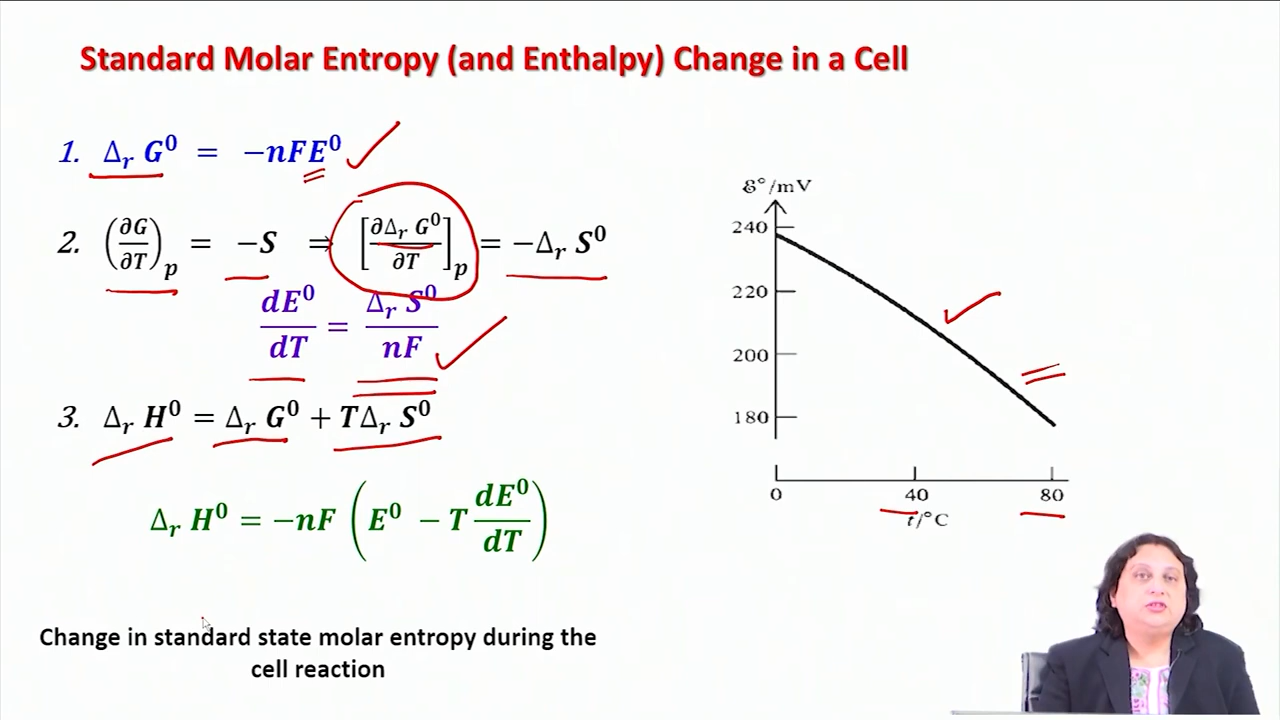 Standard Molar Entropy (and Enthalpy) Change in a Cell
1. Δr G⁰ = −nFE⁰
2. (∂G/∂T)p = −S ⇒ [∂Δr G⁰/∂T]p = −Δr S⁰
dE⁰/dT = Δr S⁰/nF
3. Δr H⁰ = Δr G⁰ + TΔr S⁰
Δr H⁰ = −nF (E⁰ − T dE⁰/dT)
Change in standard state molar entropy during the
cell reaction
ℰ°/mV
240
220
200
180
0 40 80
t/°C